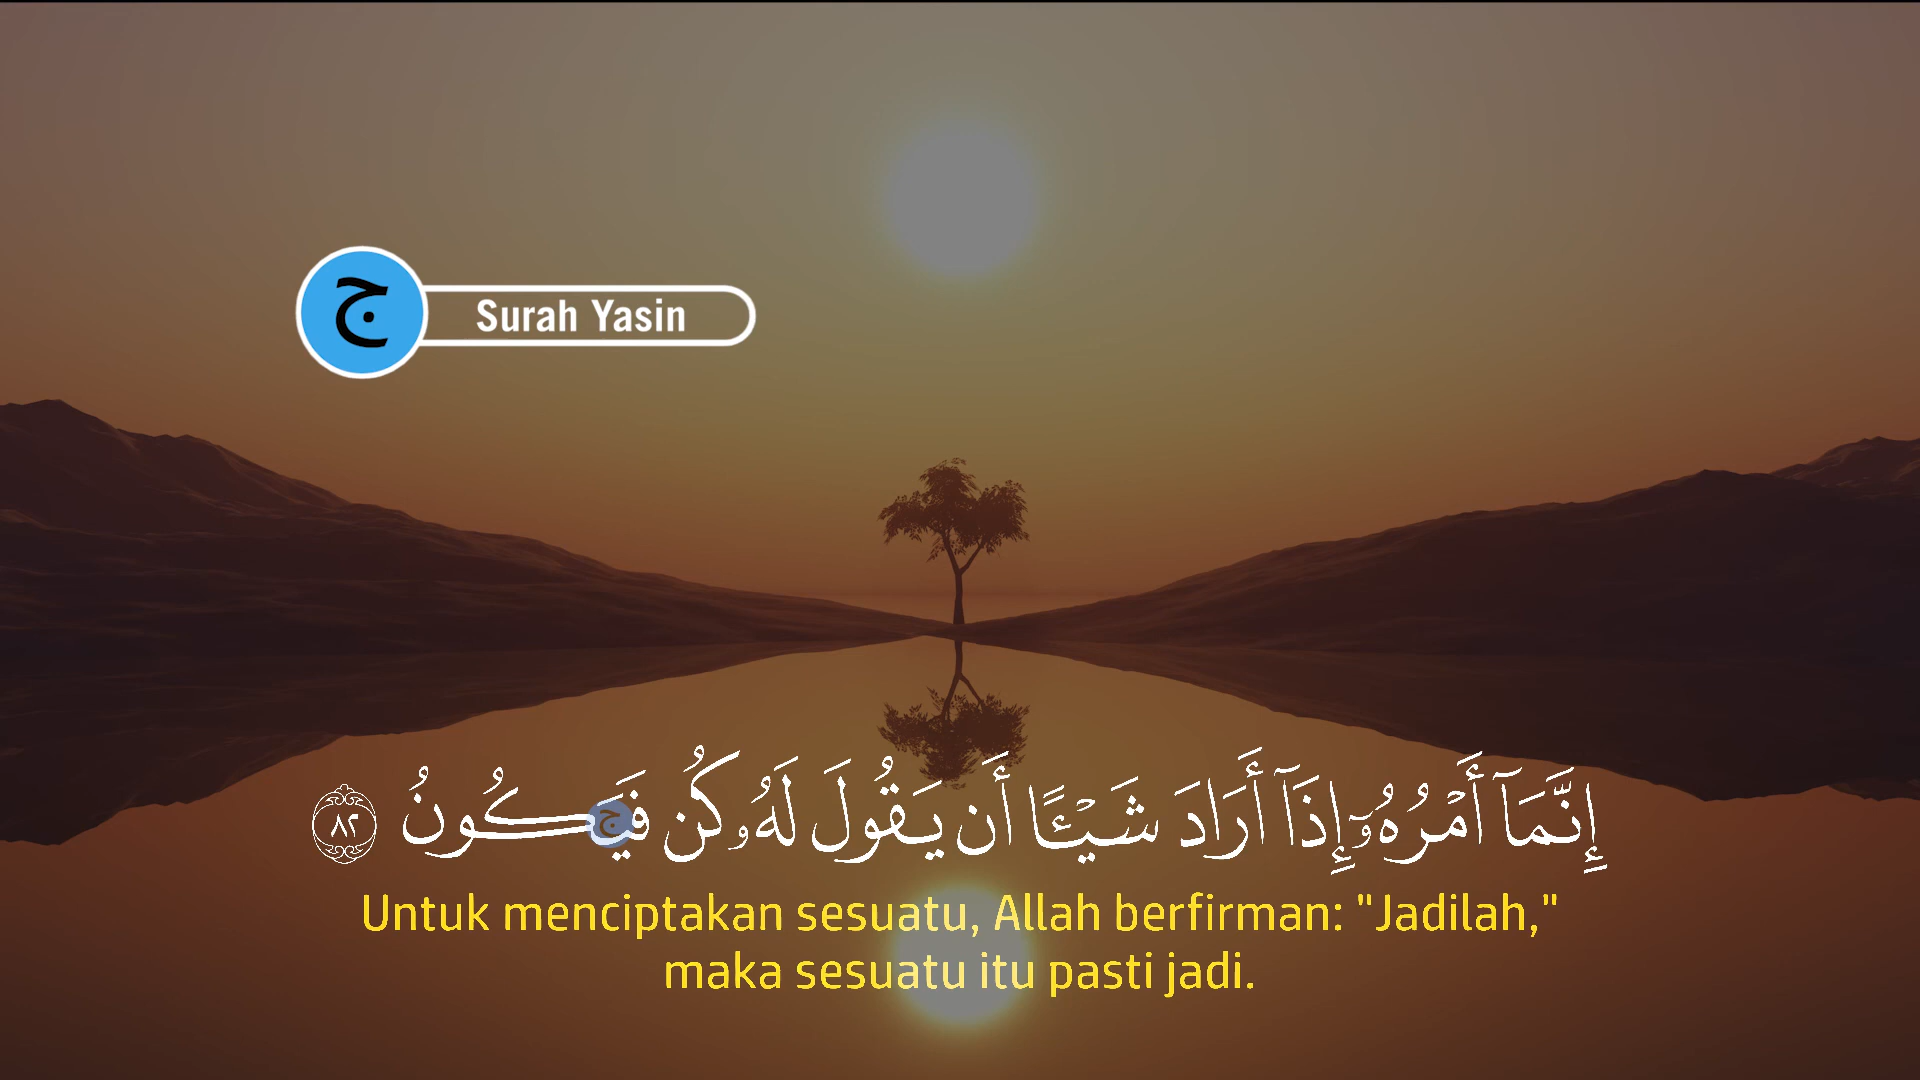 ج
Surah Yasin
إِنَّمَآ أَمْرُهُۥٓ إِذَآ أَرَادَ شَيْـًٔا أَن يَقُولَ لَهُۥ كُن فَيَكُونُ ٨٢
ج
Untuk menciptakan sesuatu, Allah berfirman: "Jadilah,"
maka sesuatu itu pasti jadi.